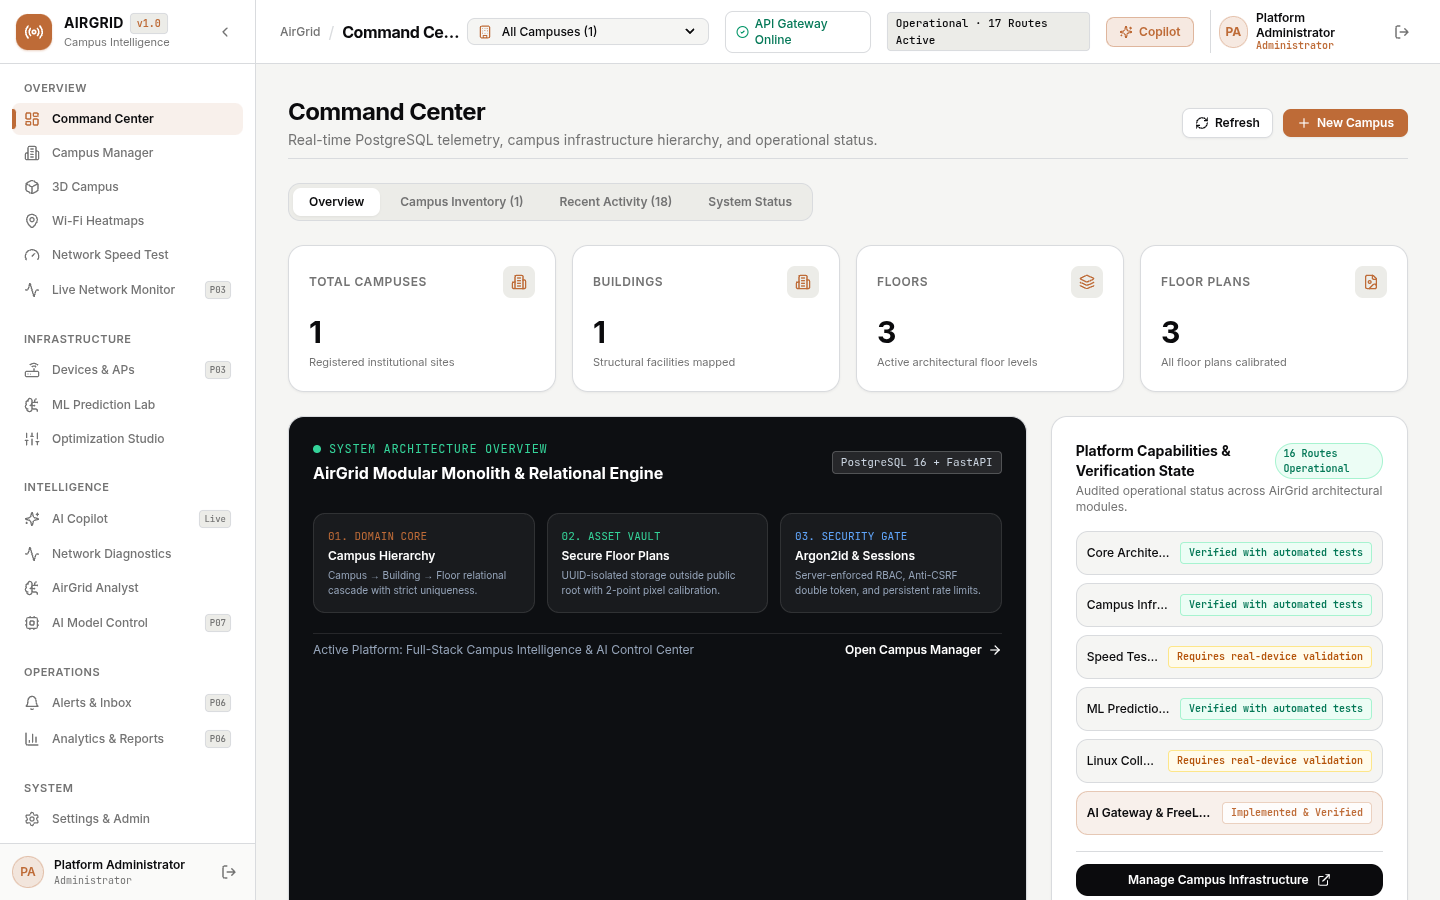 AIRGRID v1.0
Campus Intelligence
OVERVIEW
Command Center
Campus Manager
3D Campus
Wi-Fi Heatmaps
Network Speed Test
Live Network Monitor P03
INFRASTRUCTURE
Devices & APs P03
ML Prediction Lab
Optimization Studio
INTELLIGENCE
AI Copilot Live
Network Diagnostics
AirGrid Analyst
AI Model Control P07
OPERATIONS
Alerts & Inbox P06
Analytics & Reports P06
SYSTEM
Settings & Admin
PA Platform Administrator
Administrator
AirGrid / Command Ce...
All Campuses (1)
API Gateway
Online
Operational · 17 Routes
Active
Copilot
PA
Platform
Administrator
Administrator
Command Center
Real-time PostgreSQL telemetry, campus infrastructure hierarchy, and operational status.
Refresh
New Campus
Overview
Campus Inventory (1)
Recent Activity (18)
System Status
TOTAL CAMPUSES
1
Registered institutional sites
BUILDINGS
1
Structural facilities mapped
FLOORS
3
Active architectural floor levels
FLOOR PLANS
3
All floor plans calibrated
SYSTEM ARCHITECTURE OVERVIEW
AirGrid Modular Monolith & Relational Engine
PostgreSQL 16 + FastAPI
01. DOMAIN CORE
Campus Hierarchy
Campus → Building → Floor relational
cascade with strict uniqueness.
02. ASSET VAULT
Secure Floor Plans
UUID-isolated storage outside public
root with 2-point pixel calibration.
03. SECURITY GATE
Argon2id & Sessions
Server-enforced RBAC, Anti-CSRF
double token, and persistent rate limits.
Active Platform: Full-Stack Campus Intelligence & AI Control Center
Open Campus Manager →
Platform Capabilities &
Verification State
16 Routes
Operational
Audited operational status across AirGrid architectural
modules.
Core Archite... Verified with automated tests
Campus Infr... Verified with automated tests
Speed Tes... Requires real-device validation
ML Predictio... Verified with automated tests
Linux Coll... Requires real-device validation
AI Gateway & FreeL... Implemented & Verified
Manage Campus Infrastructure